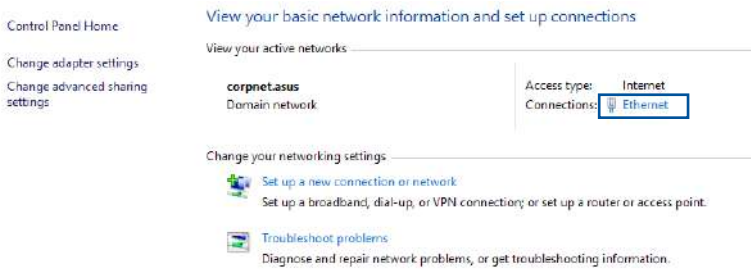 Control Panel Home
Change adapter settings
Change advanced sharing
settings
View your basic network information and set up connections
View your active networks
corpnet.asus
Domain network
Access type: Internet
Connections: Ethernet
Change your networking settings
Set up a new connection or network
Set up a broadband, dial-up, or VPN connection; or set up a router or access point.
Troubleshoot problems
Diagnose and repair network problems, or get troubleshooting information.